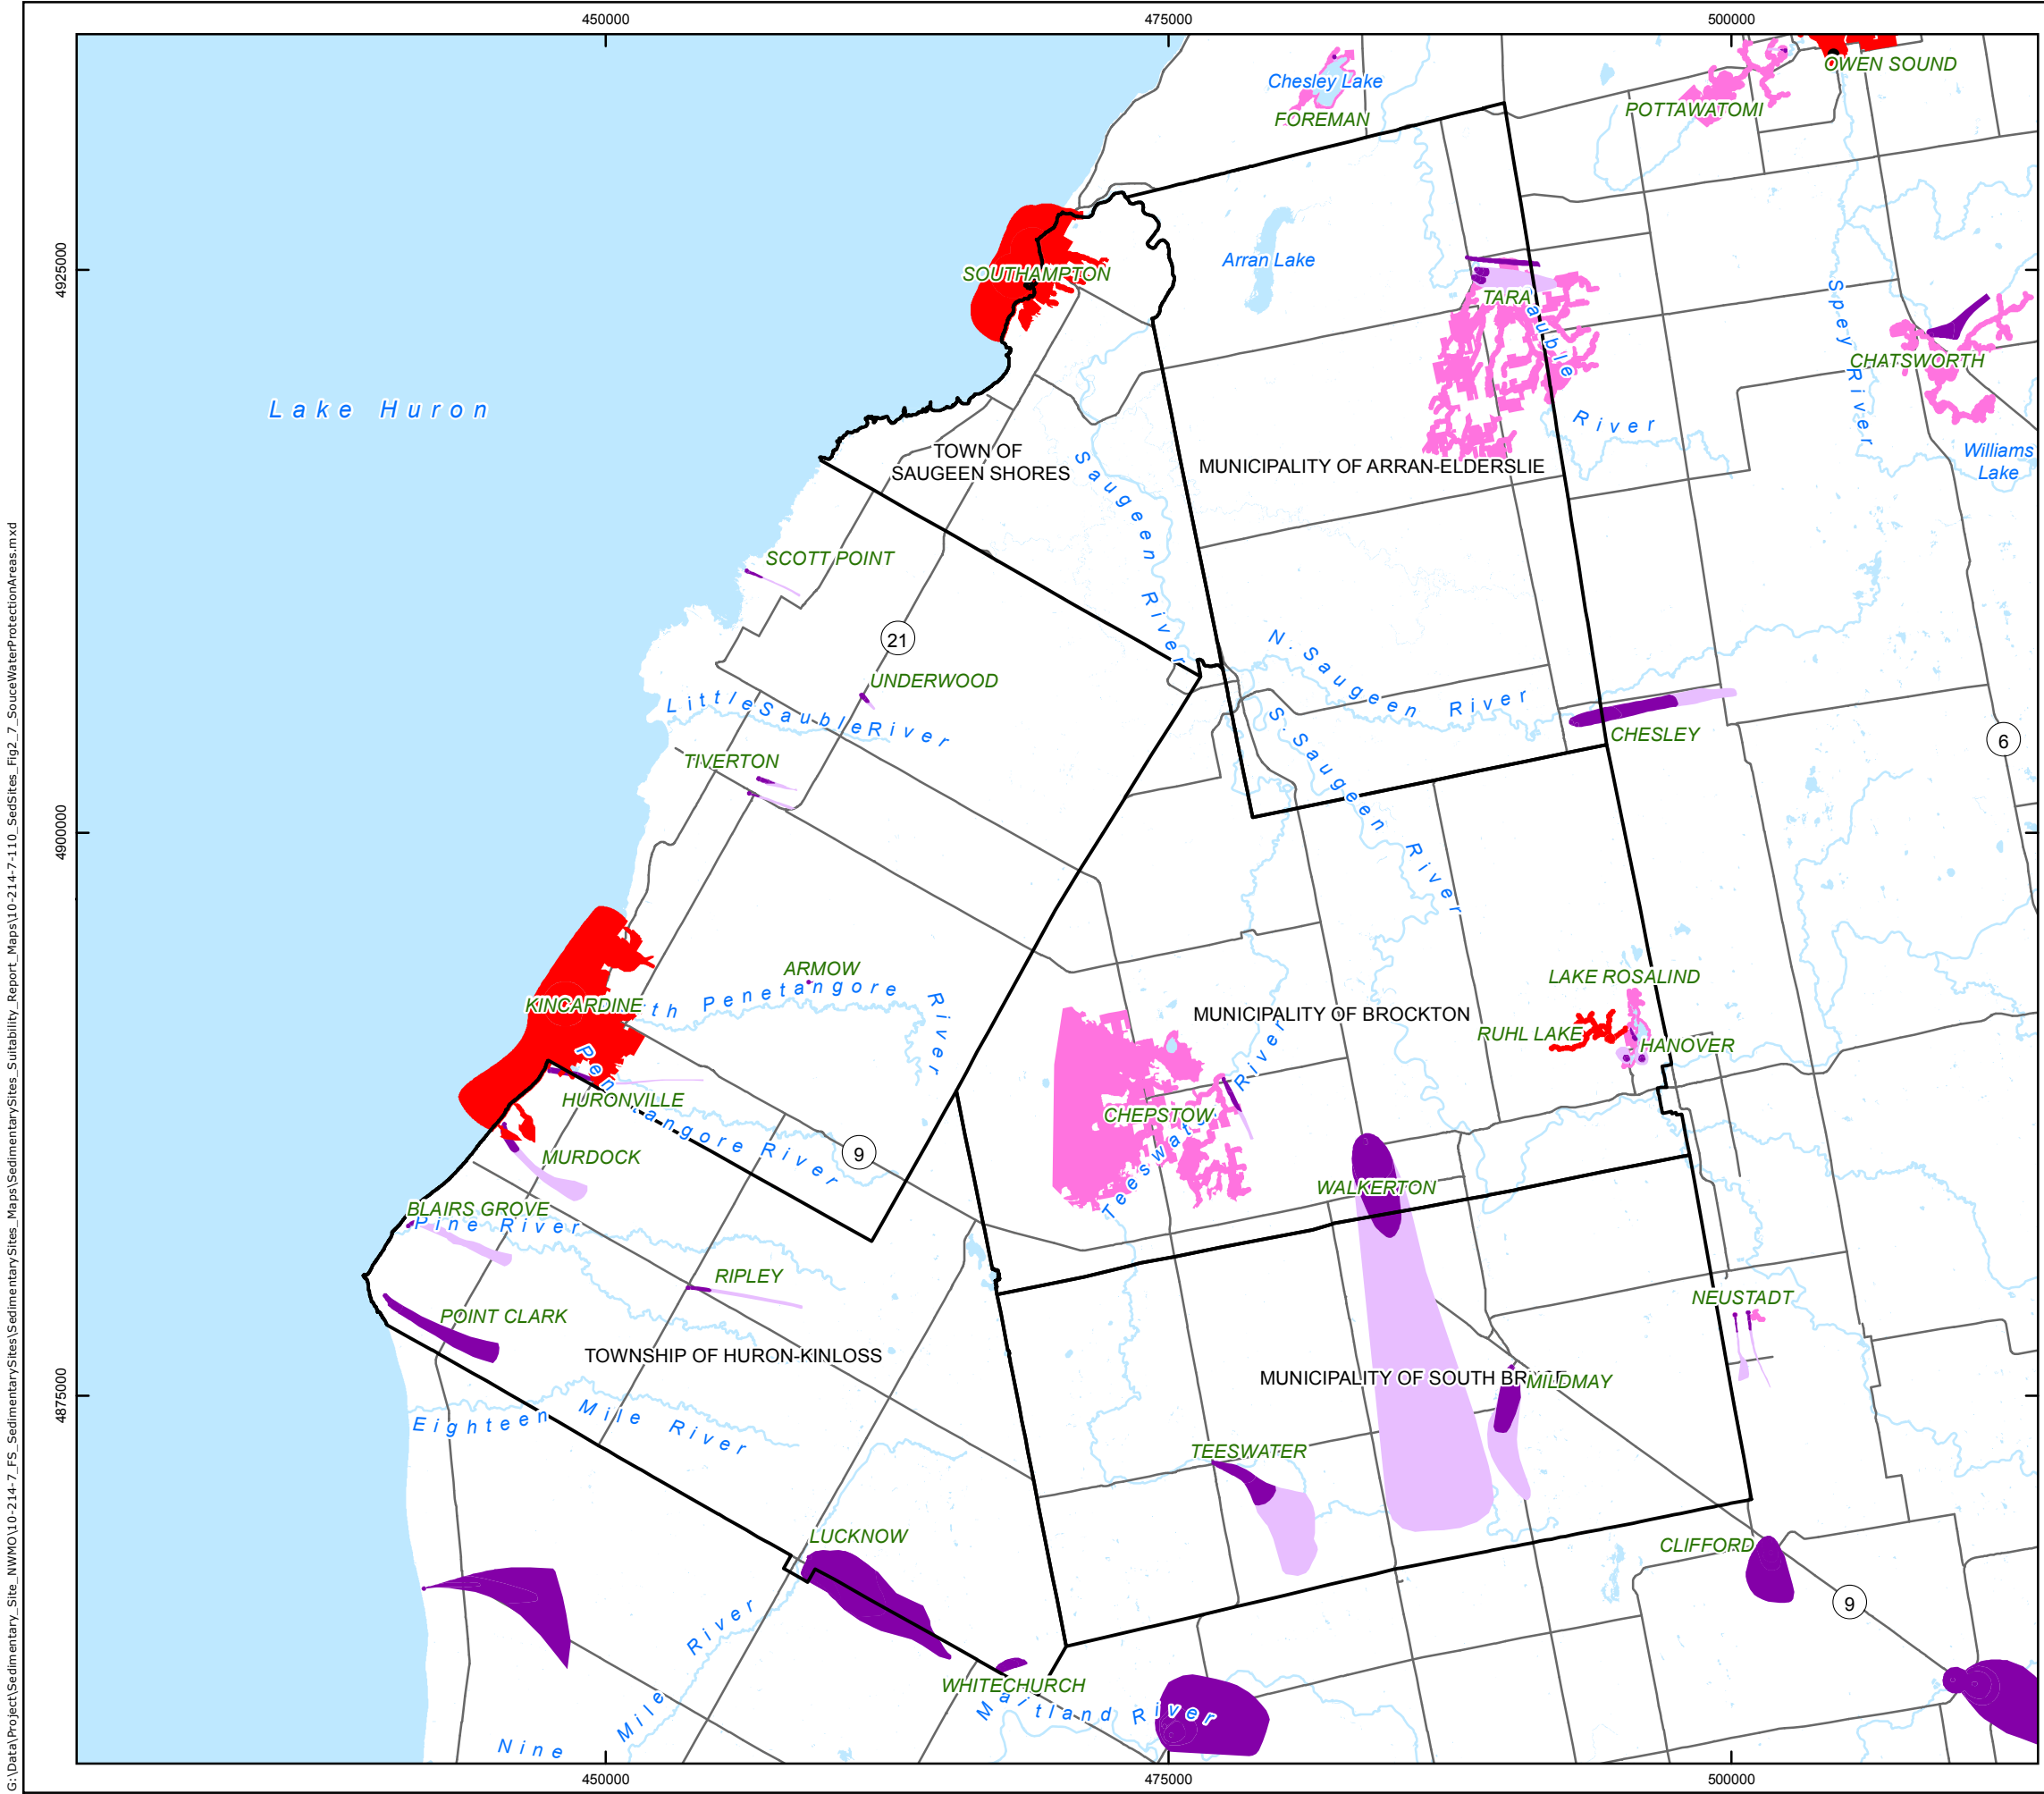 450000
475000
500000
OWEN SOUND
Chesley Lake
FOREMAN
POTTAWATOMI
4925000
SOUTHAMPTON
Arran Lake
TARA
Sauble
River
Spey River
CHATSWORTH
Williams
Lake
Lake Huron
TOWN OF
SAUGEEN SHORES
MUNICIPALITY OF ARRAN-ELDERSLIE
Saugeen River
SCOTT POINT
21
UNDERWOOD
Little Sauble River
N. Saugeen River
S. Saugeen River
CHESLEY
6
TIVERTON
4900000
ARMOW
KINCARDINE
th Penetangore River
LAKE ROSALIND
MUNICIPALITY OF BROCKTON
RUHL LAKE
HANOVER
Pen
HURONVILLE
angore River
CHEPSTOW
Teeswater
River
9
MURDOCK
WALKERTON
BLAIRS GROVE
Pine River
RIPLEY
NEUSTADT
POINT CLARK
TOWNSHIP OF HURON-KINLOSS
MUNICIPALITY OF SOUTH BRUCE
MILDMAY
4875000
Eighteen Mile River
TEESWATER
LUCKNOW
CLIFFORD
9
WHITECHURCH
Maitland River
Nine Mile River
450000
475000
500000
G:\Data\Project\Sedimentary_Site_NWMO\10-214-7_FS_SedimentarySites\SedimentarySites\SedimentarySites_Maps\SedimentarySites_Suitability_Report_Maps\10-214-7-110_SedSites_Fig2_7_SouceWaterProtectionAreas.mxd